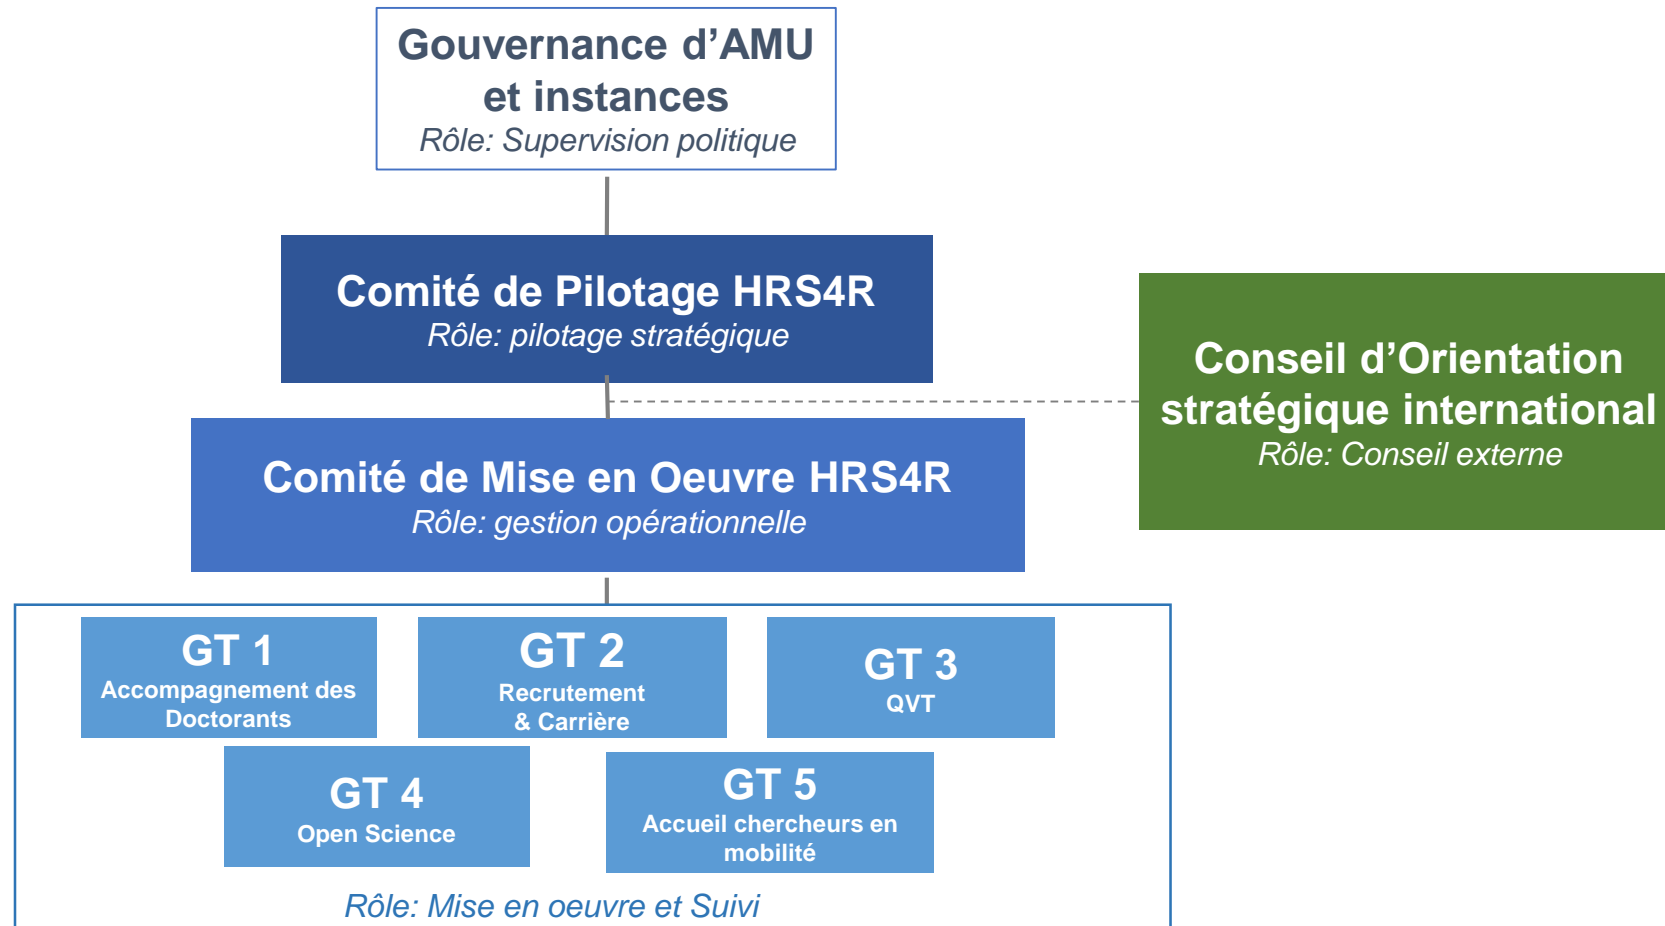 Gouvernance d’AMU
et instances
Rôle: Supervision politique
Comité de Pilotage HRS4R
Rôle: pilotage stratégique
Conseil d’Orientation
stratégique international
Rôle: Conseil externe
Comité de Mise en Oeuvre HRS4R
Rôle: gestion opérationnelle
GT 1
Accompagnement des
Doctorants
GT 2
Recrutement
& Carrière
GT 3
QVT
GT 4
Open Science
GT 5
Accueil chercheurs en
mobilité
Rôle: Mise en oeuvre et Suivi